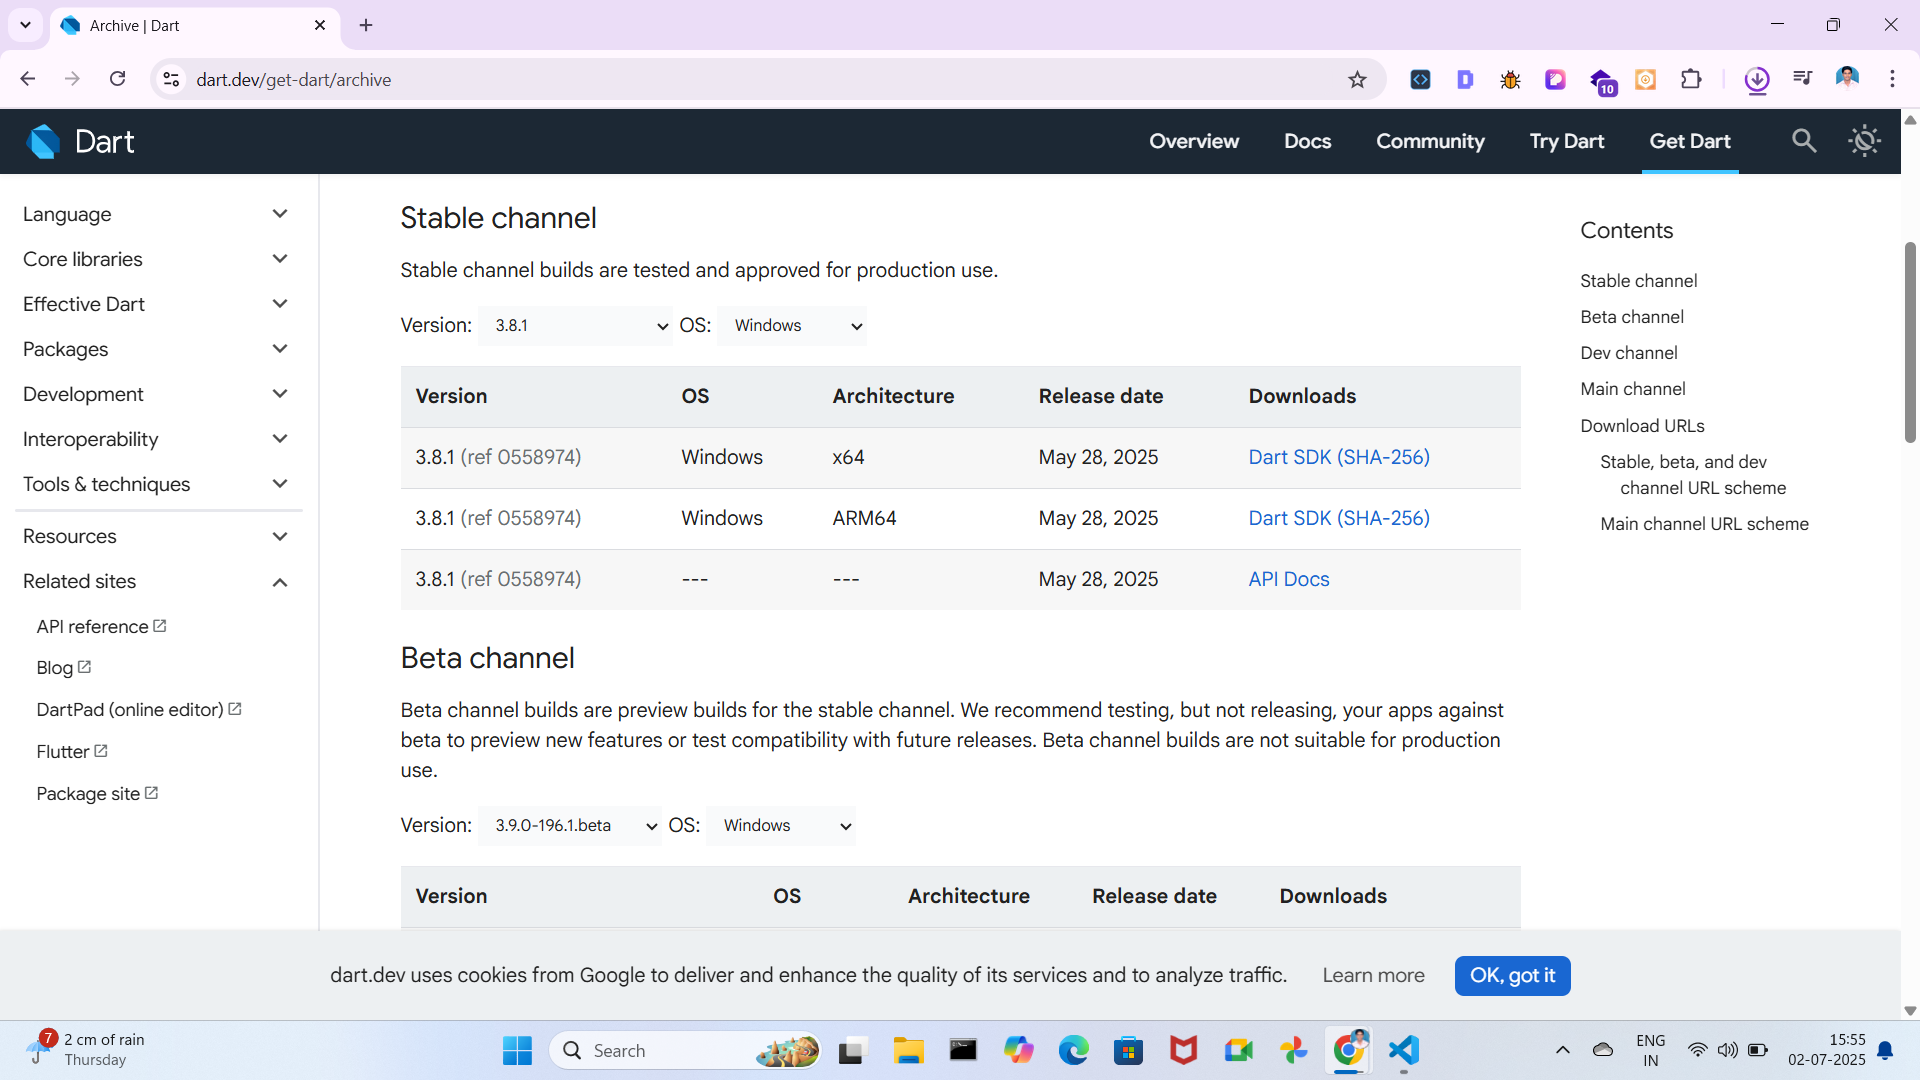 Archive | Dart
dart.dev/get-dart/archive
10
Dart
Overview Docs Community Try Dart Get Dart
Language
Core libraries
Effective Dart
Packages
Development
Interoperability
Tools & techniques
Resources
Related sites
API reference
Blog
DartPad (online editor)
Flutter
Package site
Stable channel
Stable channel builds are tested and approved for production use.
Version: 3.8.1 OS: Windows
Version OS Architecture Release date Downloads
3.8.1 (ref 0558974) Windows x64 May 28, 2025 Dart SDK (SHA-256)
3.8.1 (ref 0558974) Windows ARM64 May 28, 2025 Dart SDK (SHA-256)
3.8.1 (ref 0558974) --- --- May 28, 2025 API Docs
Beta channel
Beta channel builds are preview builds for the stable channel. We recommend testing, but not releasing, your apps against
beta to preview new features or test compatibility with future releases. Beta channel builds are not suitable for production
use.
Version: 3.9.0-196.1.beta OS: Windows
Version OS Architecture Release date Downloads
Contents
Stable channel
Beta channel
Dev channel
Main channel
Download URLs
Stable, beta, and dev
channel URL scheme
Main channel URL scheme
dart.dev uses cookies from Google to deliver and enhance the quality of its services and to analyze traffic. Learn more OK, got it
7
2 cm of rain
Thursday
Search
ENG
IN
15:55
02-07-2025